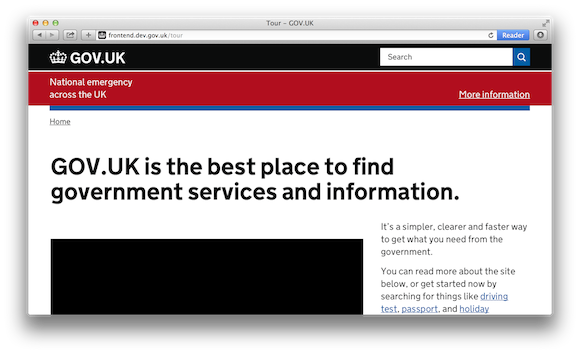 Tour – GOV.UK
frontend.dev.gov.uk/tour
Reader
GOV.UK
Search
National emergency
across the UK
More information
Home
GOV.UK is the best place to find
government services and information.
It's a simpler, clearer and faster way
to get what you need from the
government.
You can read more about the site
below, or get started now by
searching for things like driving
test, passport, and holiday